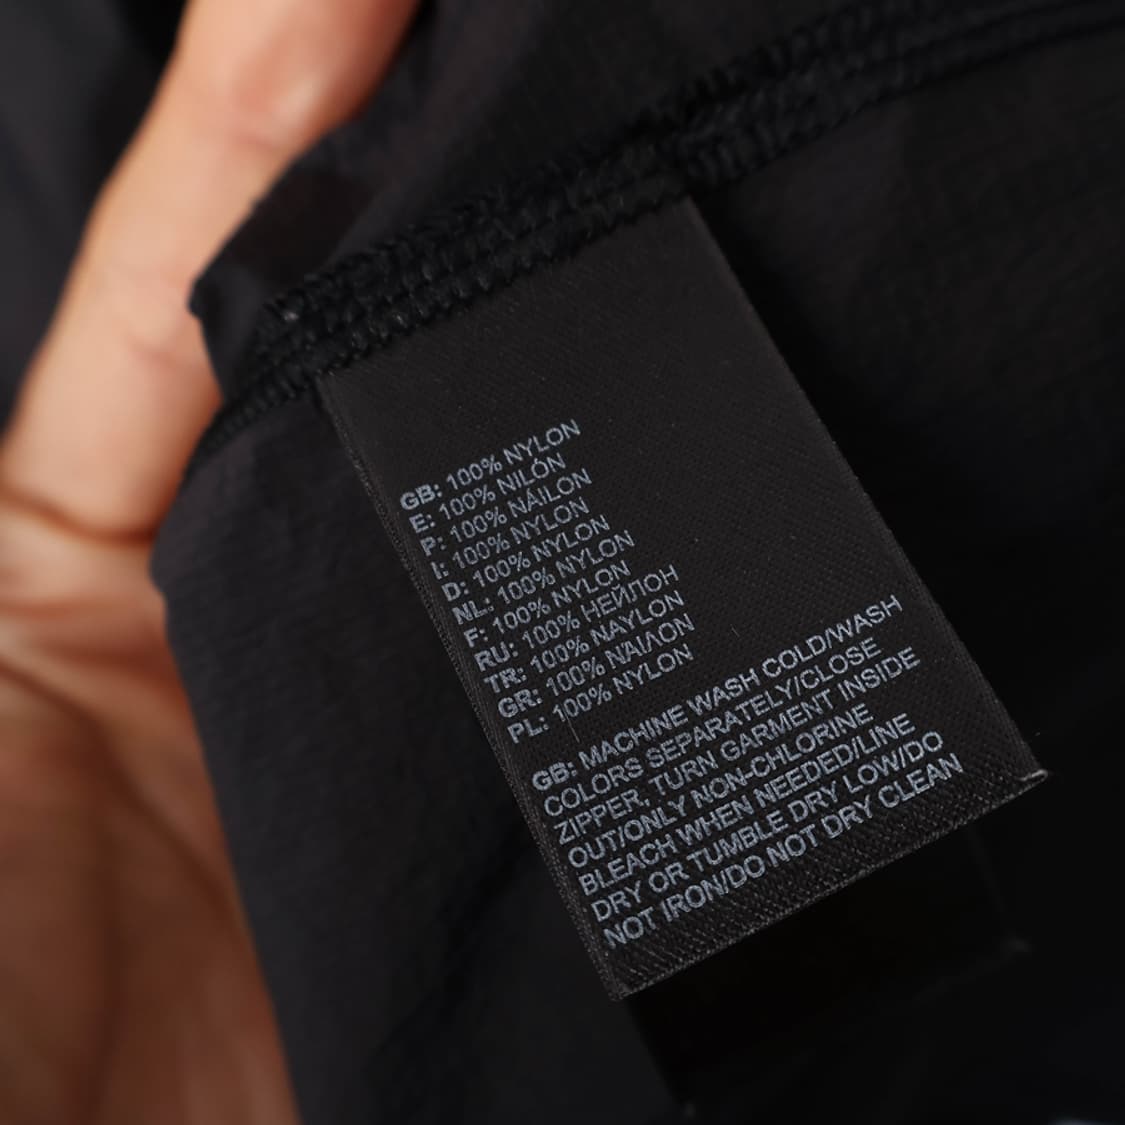 GB: 100% NYLON
E: 100% NILÓN
P: 100% NÁILON
I: 100% NYLON
D: 100% NYLON
NL: 100% NYLON
F: 100% NYLON
RU: 100% НЕЙЛОН
TR: 100% NAYLON
GR: 100% ΝΑΪΛΟΝ
PL: 100% NYLON
GB: MACHINE WASH COLD/WASH
COLORS SEPARATELY/CLOSE
ZIPPER, TURN GARMENT INSIDE
OUT/ONLY NON-CHLORINE
BLEACH WHEN NEEDED/LINE
DRY OR TUMBLE DRY LOW/DO
NOT IRON/DO NOT DRY CLEAN